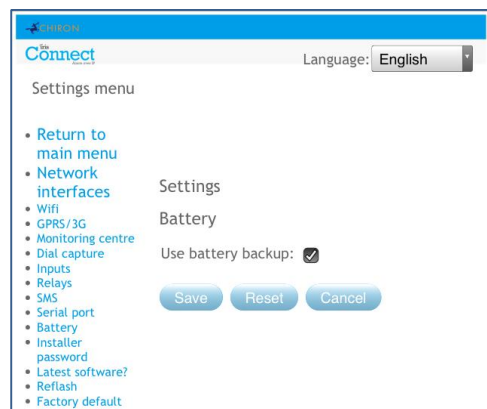 CHIRON
iris
Connect
Language: English
Settings menu
Return to
main menu
Network
interfaces
Wifi
GPRS/3G
Monitoring centre
Dial capture
Inputs
Relays
SMS
Serial port
Battery
Installer
password
Latest software?
Reflash
Factory default
Settings
Battery
Use battery backup:
Save Reset Cancel